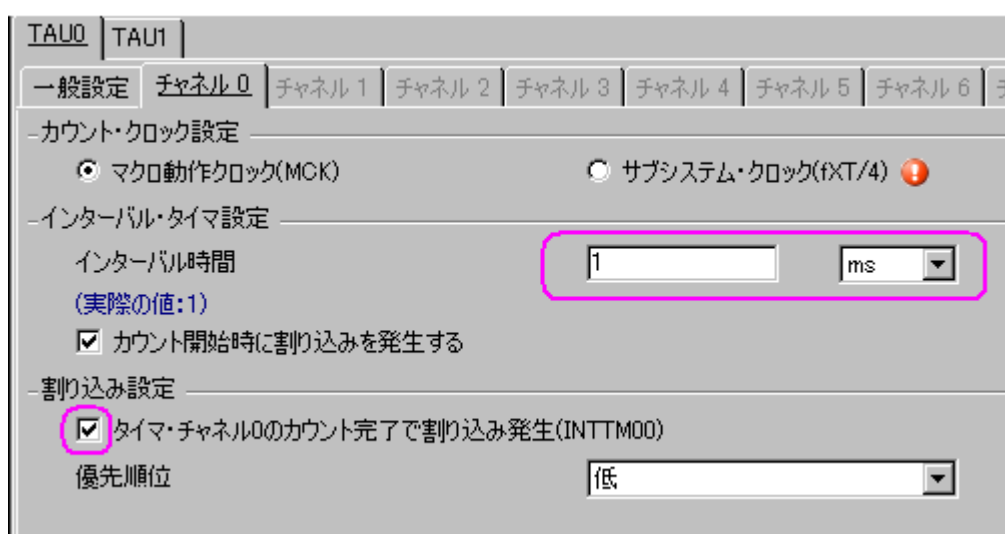 TAU0 TAU1
一般設定 チャネル 0 チャネル 1 チャネル 2 チャネル 3 チャネル 4 チャネル 5 チャネル 6
カウント・クロック設定
マクロ動作クロック(MCK) サブシステム・クロック(fXT/4)
インターバル・タイマ設定
インターバル時間 1 ms
(実際の値:1)
カウント開始時に割り込みを発生する
割り込み設定
タイマ・チャネル0のカウント完了で割り込み発生(INTTM00)
優先順位 低